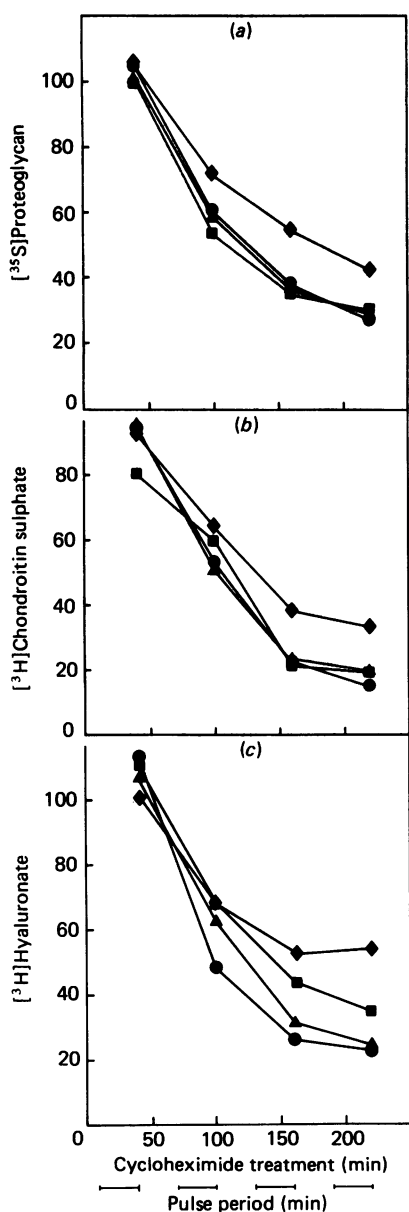 (a)
100
80
60
40
20
0
[³⁵S]Proteoglycan
(b)
80
60
40
20
0
[³H]Chondroitin sulphate
(c)
100
80
60
40
20
[³H]Hyaluronate
0 50 100 150 200
Cycloheximide treatment (min)
Pulse period (min)